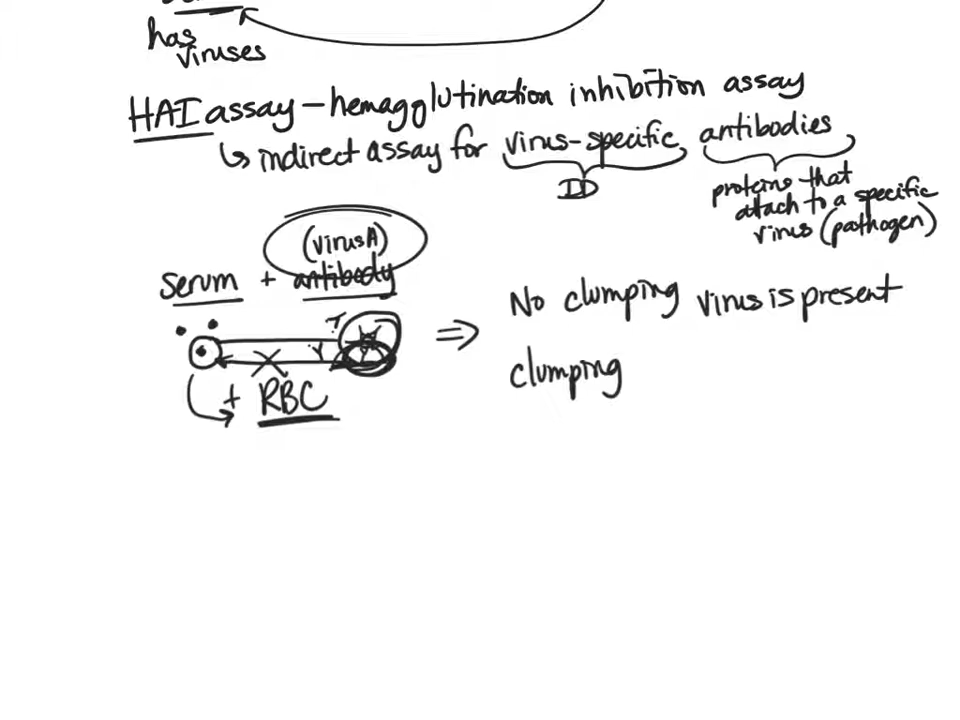 has
viruses
HAI assay – hemagglutination inhibition assay
↳ indirect assay for virus-specific antibodies
ID
proteins that
attach to a specific
virus (pathogen)
(virus A)
serum + antibody
No clumping virus is present
clumping
+ RBC